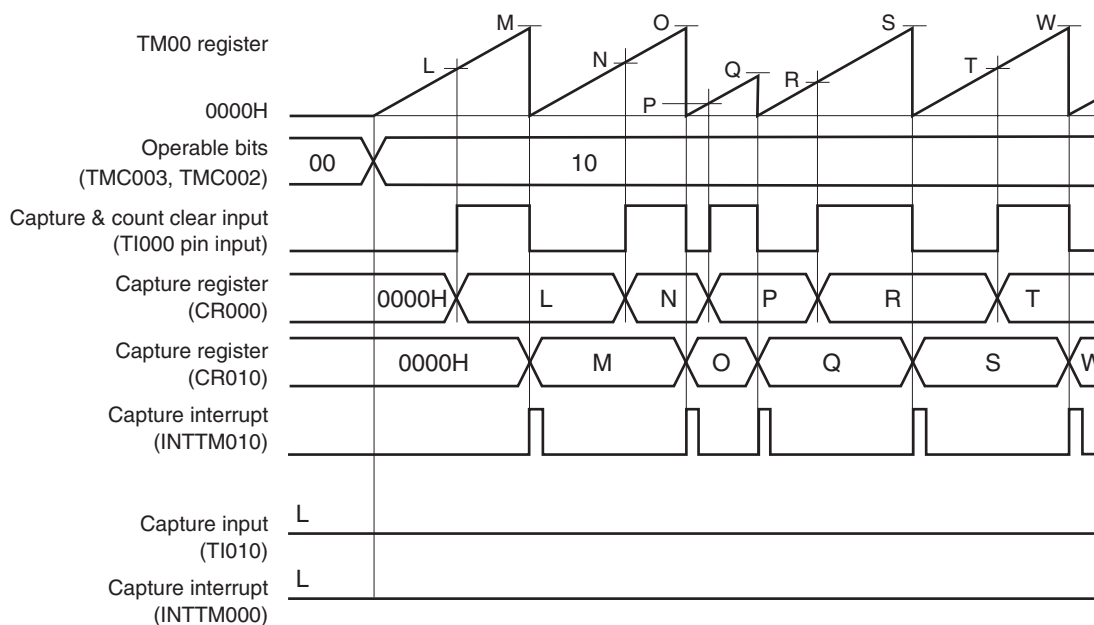 M
O
S
W
TM00 register
L
N
Q
R
T
P
0000H
Operable bits
(TMC003, TMC002)
00
10
Capture & count clear input
(TI000 pin input)
Capture register
(CR000)
0000H
L
N
P
R
T
Capture register
(CR010)
0000H
M
O
Q
S
W
Capture interrupt
(INTTM010)
L
Capture input
(TI010)
L
Capture interrupt
(INTTM000)